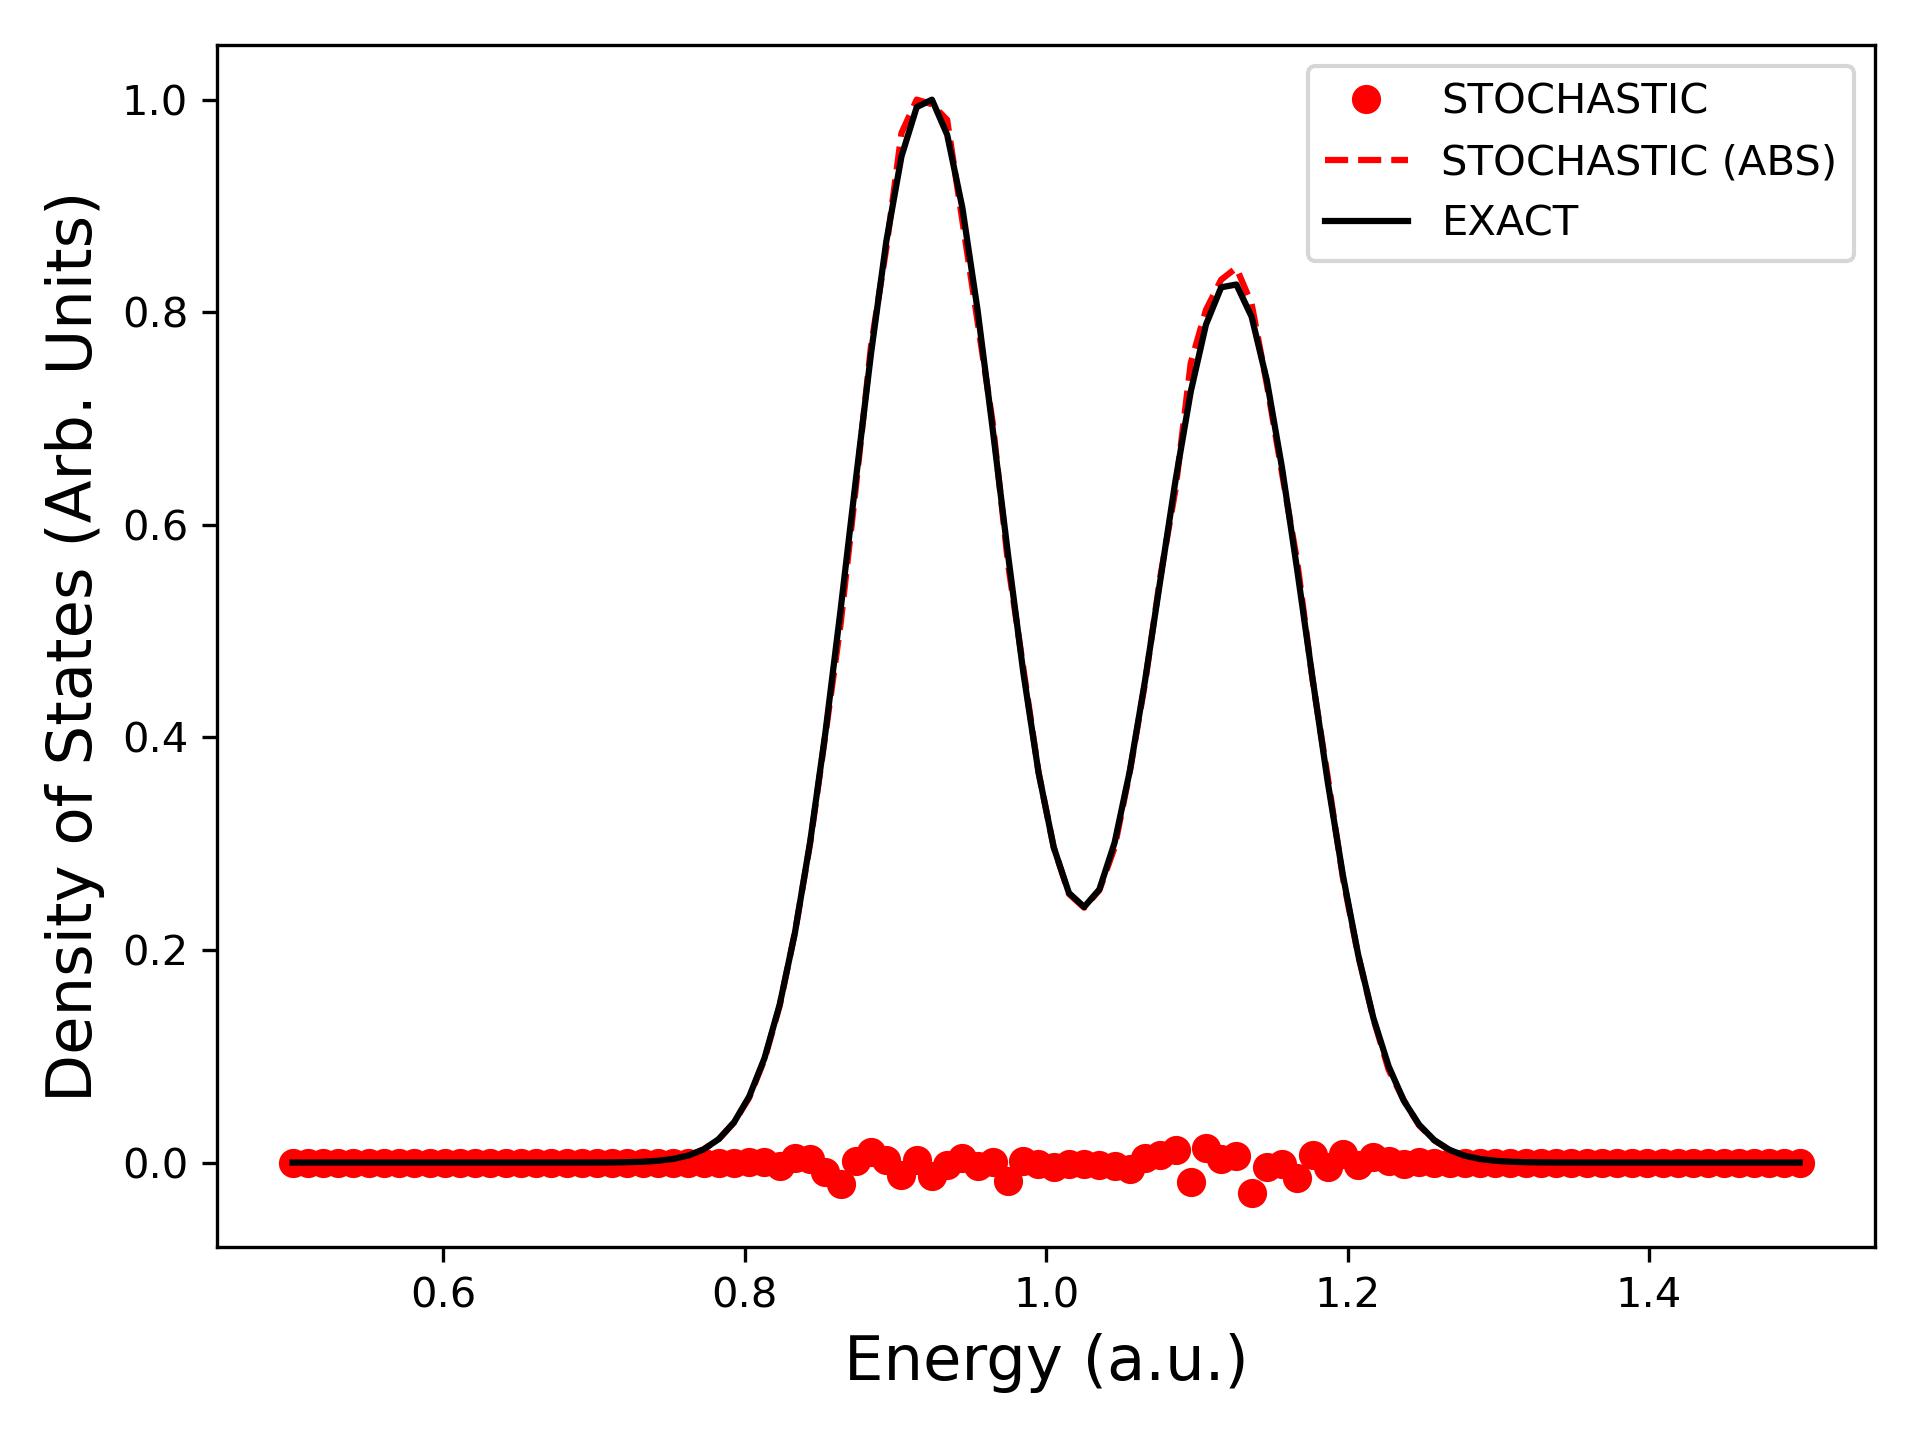 Density of States (Arb. Units)
1.0
0.8
0.6
0.4
0.2
0.0
STOCHASTIC
STOCHASTIC (ABS)
EXACT
0.6 0.8 1.0 1.2 1.4
Energy (a.u.)